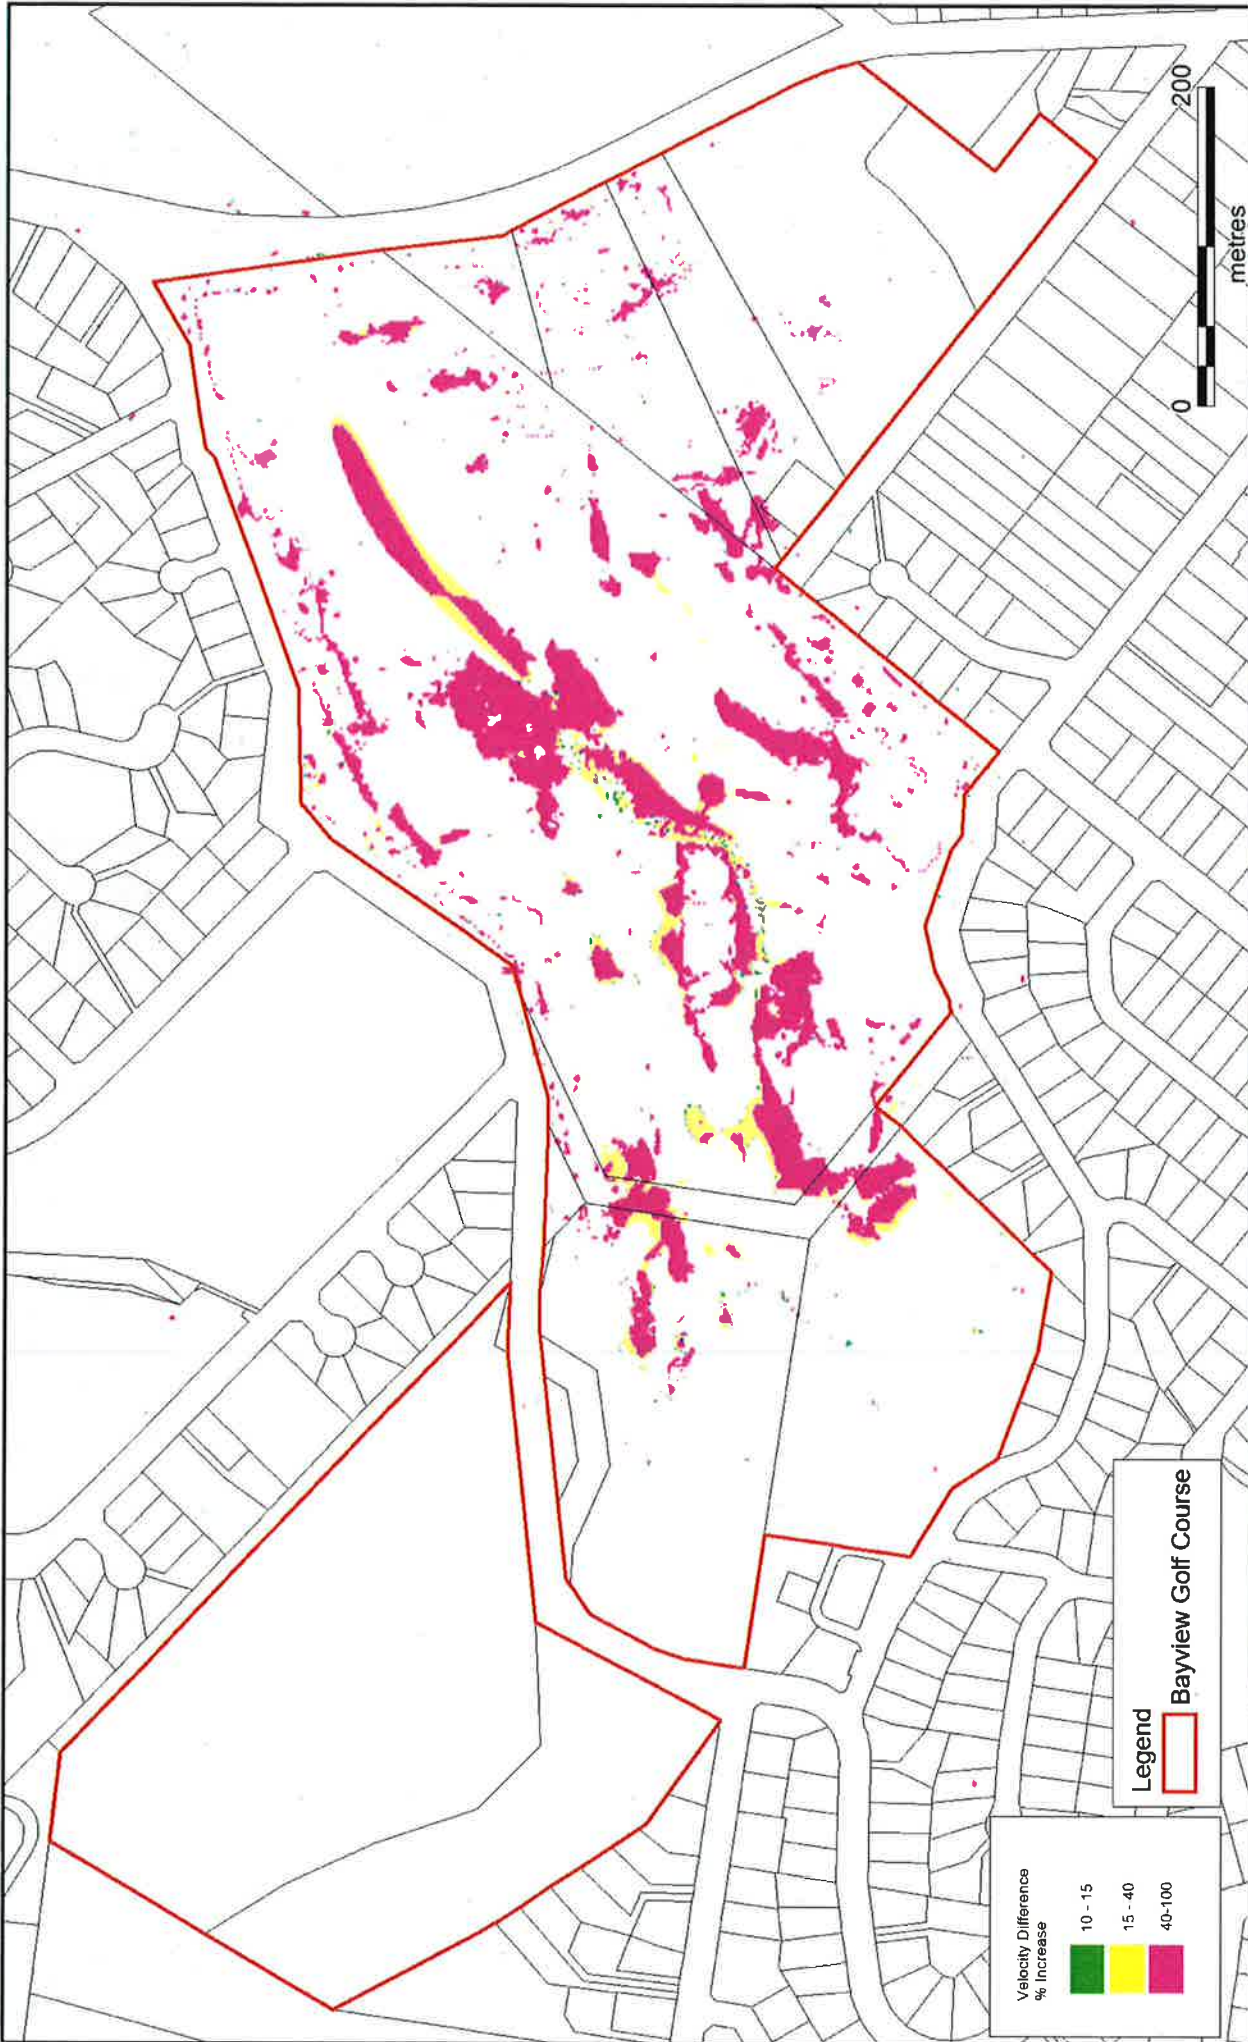 Velocity Difference
% Increase
10 - 15
15 - 40
40-100
Legend
Bayview Golf Course
0
200
metres